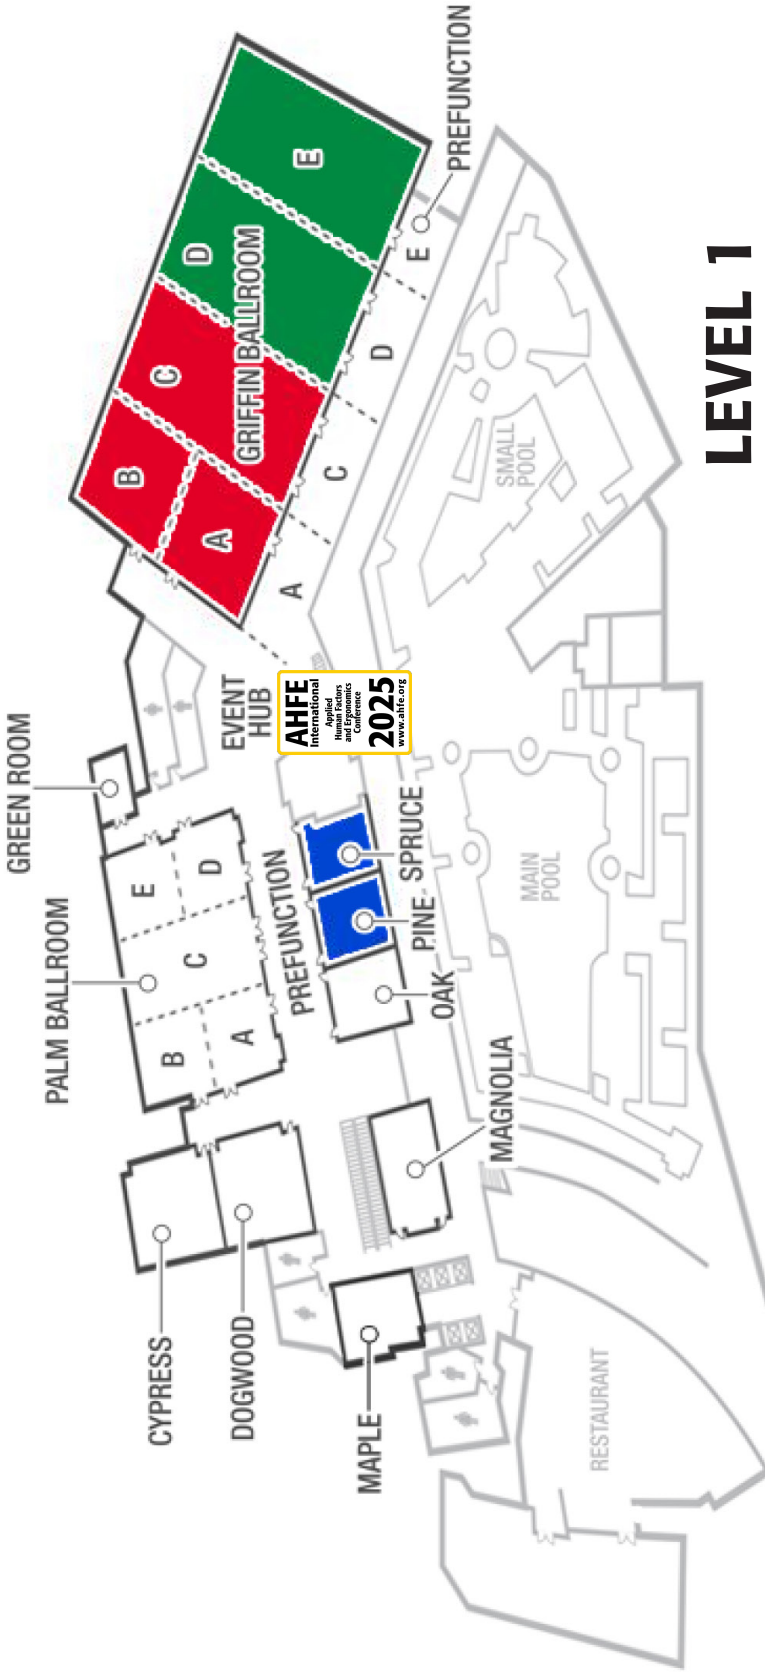 GREEN ROOM
PALM BALLROOM
B
A
C
E
D
EVENT
HUB
B
A
C
D
E
GRIFFIN BALLROOM
A
C
D
E
PREFUNCTION
AHFE
International
Applied
Human Factors
and Ergonomics
Conference
2025
www.ahfe.org
PREFUNCTION
CYPRESS
DOGWOOD
MAPLE
MAGNOLIA
OAK
PINE
SPRUCE
MAIN
POOL
SMALL
POOL
RESTAURANT
LEVEL 1